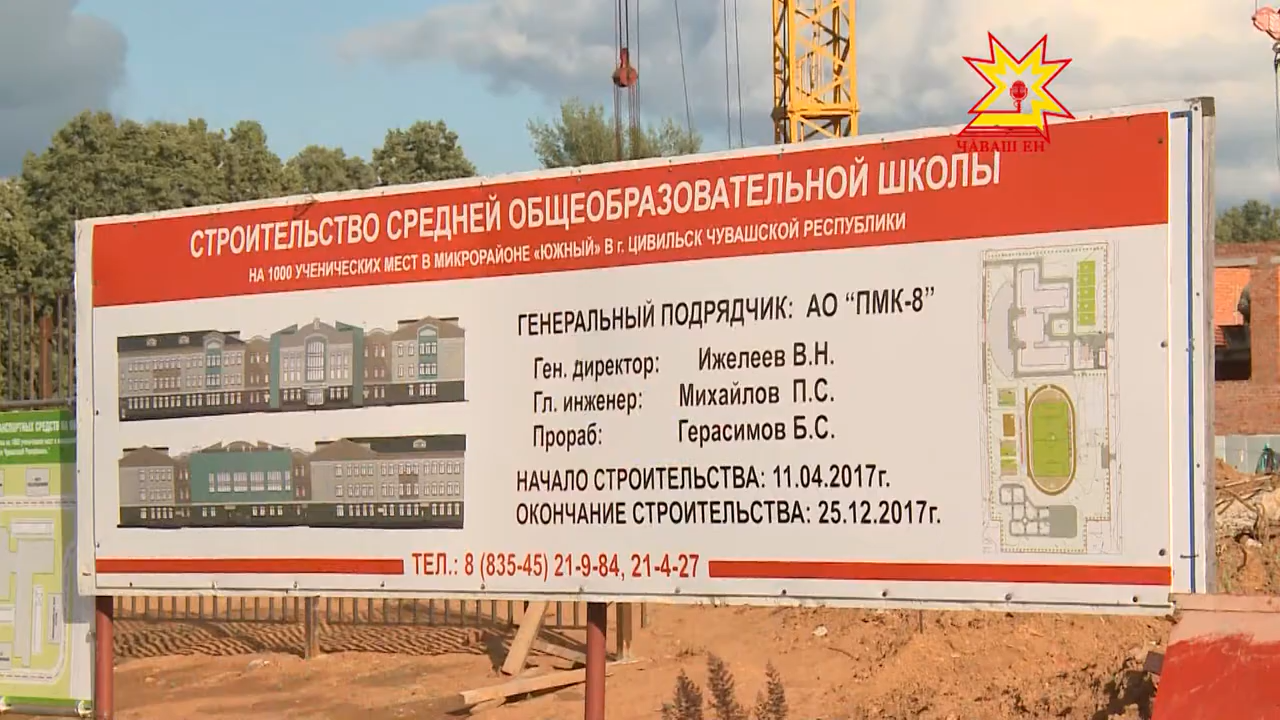 ЧӐВАШ ЕН
СТРОИТЕЛЬСТВО СРЕДНЕЙ ОБЩЕОБРАЗОВАТЕЛЬНОЙ ШКОЛЫ
НА 1000 УЧЕНИЧЕСКИХ МЕСТ В МИКРОРАЙОНЕ «ЮЖНЫЙ» В г. ЦИВИЛЬСК ЧУВАШСКОЙ РЕСПУБЛИКИ
ГЕНЕРАЛЬНЫЙ ПОДРЯДЧИК: АО “ПМК-8”
Ген. директор: Ижелеев В.Н.
Гл. инженер: Михайлов П.С.
Прораб: Герасимов Б.С.
НАЧАЛО СТРОИТЕЛЬСТВА: 11.04.2017г.
ОКОНЧАНИЕ СТРОИТЕЛЬСТВА: 25.12.2017г.
ТЕЛ.: 8 (835-45) 21-9-84, 21-4-27